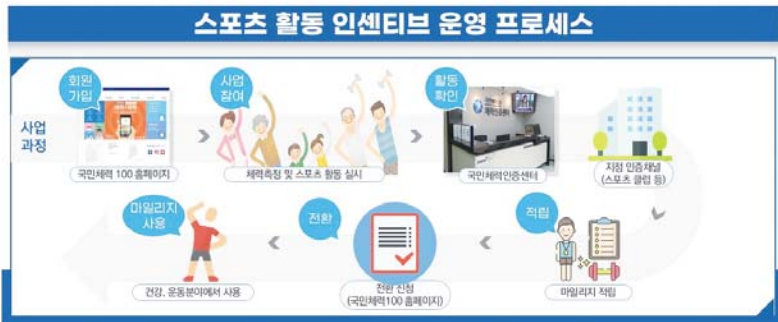 스포츠 활동 인센티브 운영 프로세스
사업
과정
회원
가입
국민체력 100 홈페이지
사업
참여
체력측정 및 스포츠 활동 실시
활동
확인
국민체력인증센터
지정 인증채널
(스포츠 클럽 등)
적립
마일리지 적립
전환
전환 신청
(국민체력100 홈페이지)
마일리지
사용
건강, 운동분야에서 사용